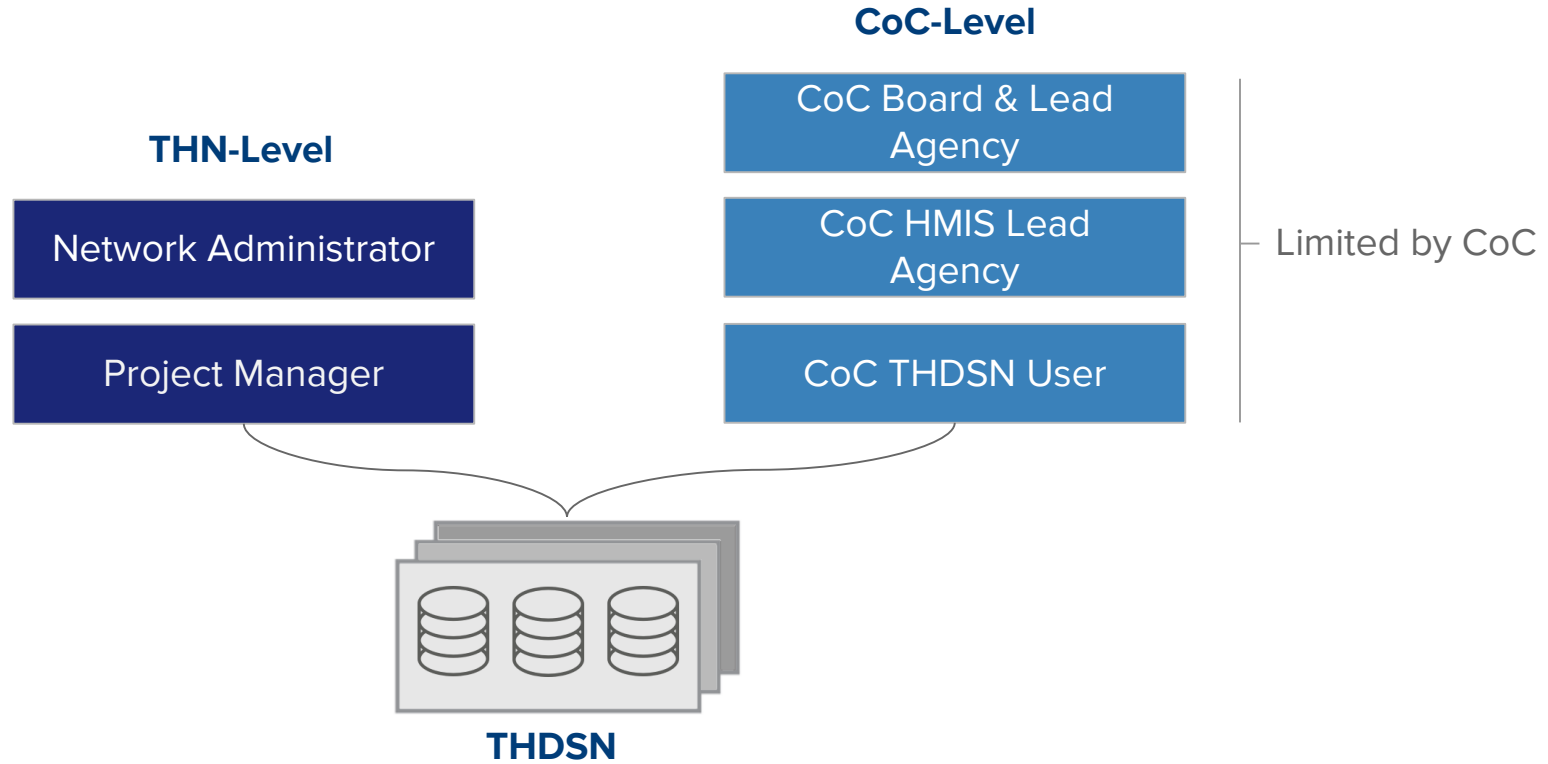 THN-Level
Network Administrator
Project Manager
CoC-Level
CoC Board & Lead
Agency
CoC HMIS Lead
Agency
CoC THDSN User
Limited by CoC
THDSN